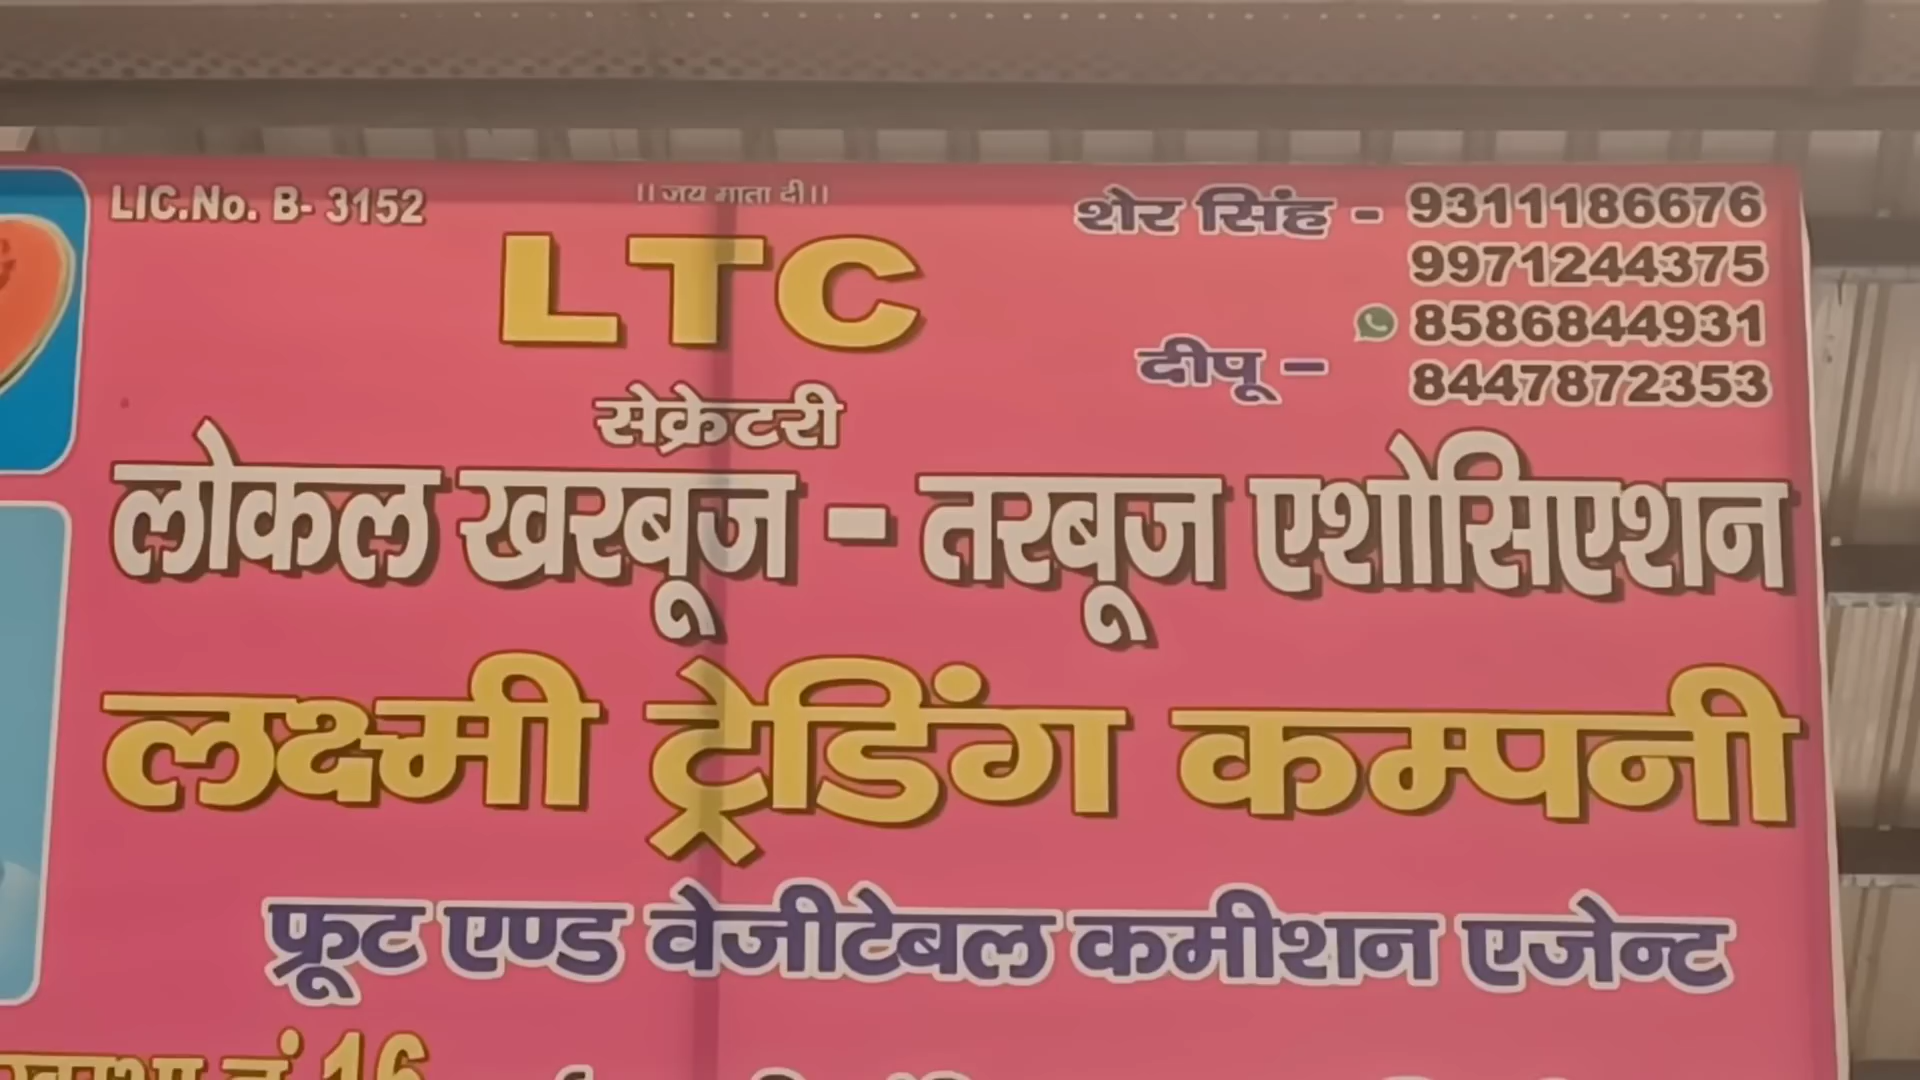 LIC.No. B- 3152
।। जय माता दी ।।
शेर सिंह - 9311186676
9971244375
8586844931
दीपू - 8447872353
LTC
सेक्रेटरी
लोकल खरबूज - तरबूज एशोसिएशन
लक्ष्मी ट्रेडिंग कम्पनी
फ्रूट एण्ड वेजीटेबल कमीशन एजेन्ट
नं 16